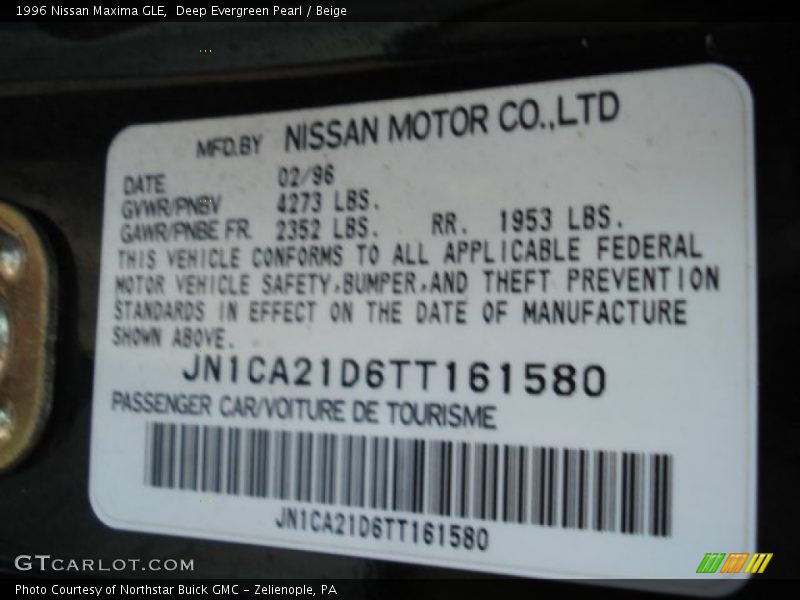 1996 Nissan Maxima GLE,  Deep Evergreen Pearl / Beige
MFD.BY NISSAN MOTOR CO.,LTD
DATE 02/96
GVWR/PNBV 4273 LBS.
GAWR/PNBE FR. 2352 LBS. RR. 1953 LBS.
THIS VEHICLE CONFORMS TO ALL APPLICABLE FEDERAL
MOTOR VEHICLE SAFETY,BUMPER,AND THEFT PREVENTION
STANDARDS IN EFFECT ON THE DATE OF MANUFACTURE
SHOWN ABOVE.
JN1CA21D6TT161580
PASSENGER CAR/VOITURE DE TOURISME
JN1CA21D6TT161580
GTCARLOT.COM
Photo Courtesy of Northstar Buick GMC - Zelienople, PA